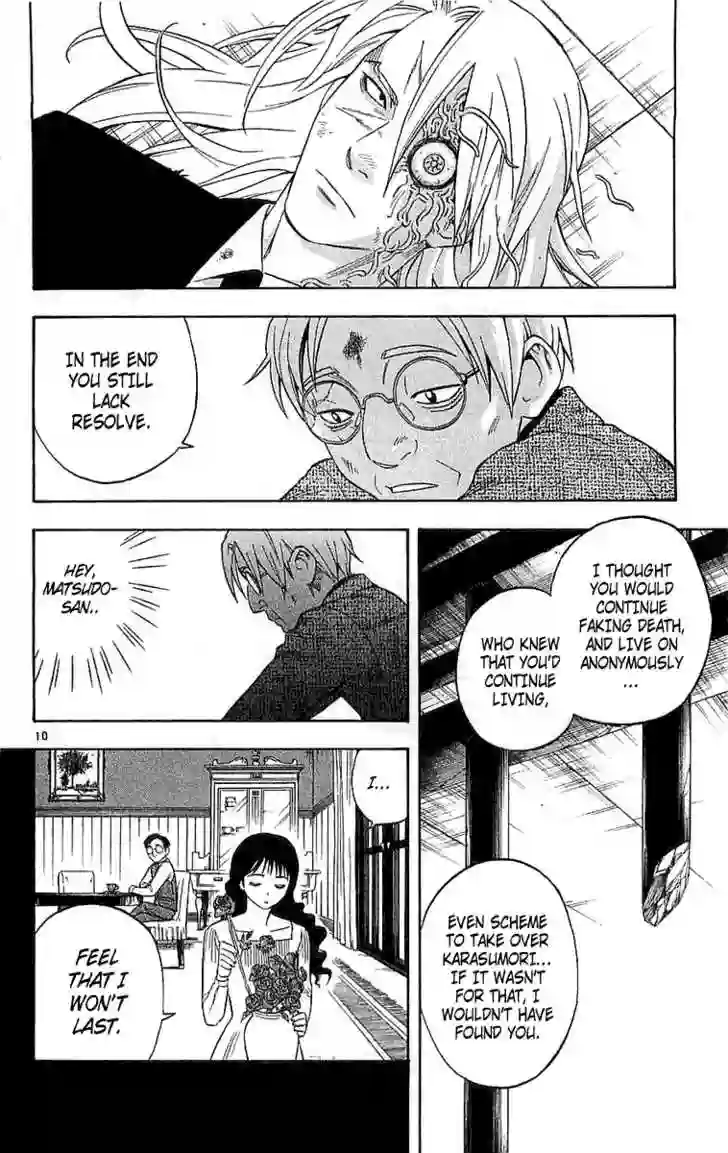 IN THE END
YOU STILL
LACK
RESOLVE.
I THOUGHT
YOU WOULD
CONTINUE
FAKING DEATH,
AND LIVE ON
ANONYMOUSLY
...
WHO KNEW
THAT YOU'D
CONTINUE
LIVING,
EVEN SCHEME
TO TAKE OVER
KARASUMORI...
IF IT WASN'T
FOR THAT, I
WOULDN'T HAVE
FOUND YOU.
HEY,
MATSUDO-
SAN..
10
I...
FEEL
THAT I
WON'T
LAST.